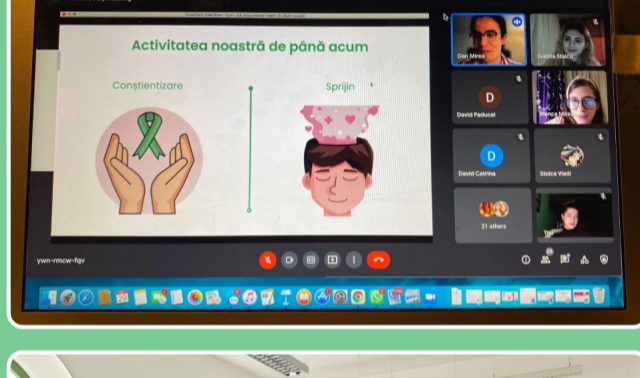 Activitatea noastră de până acum
Conștientizare
Sprijin
Dan Mirea
David Paducel
D
David Catrina
D
Stoica Vladi
21 others
ywn-rmcw-fqv